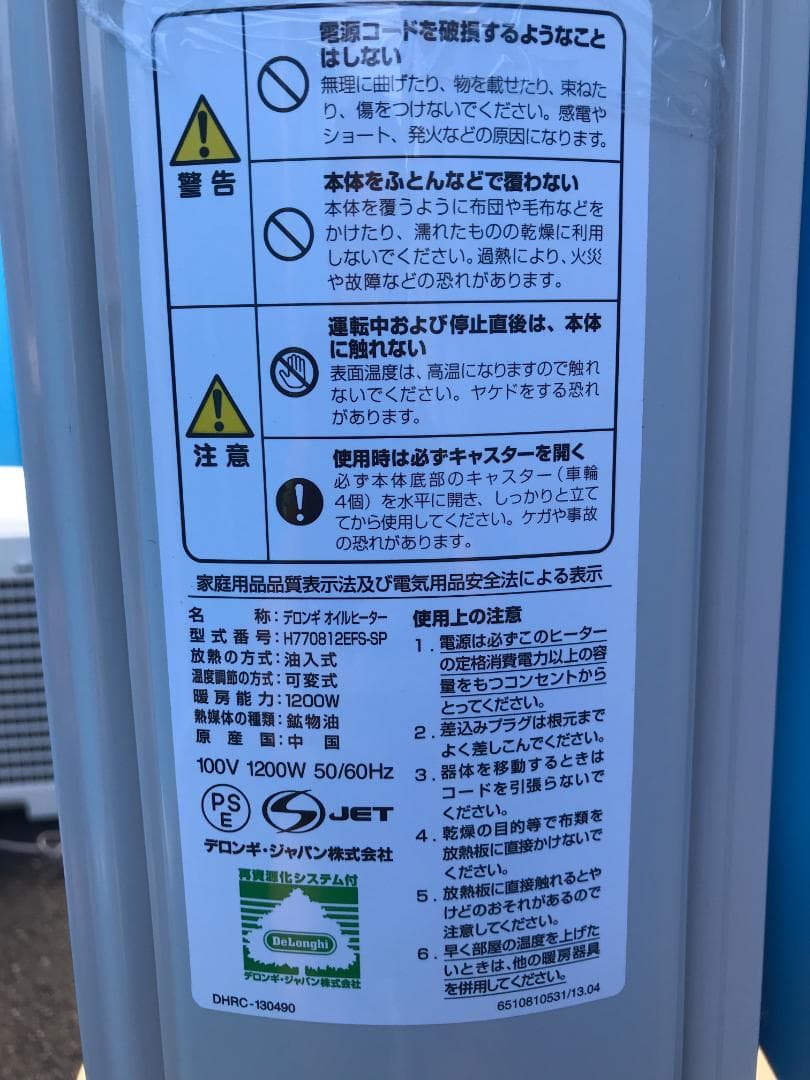 電源コードを破損するようなこと
はしない
無理に曲げたり、物を載せたり、束ねた
り、傷をつけないでください。感電や
ショート、発火などの原因になります。
警告
本体をふとんなどで覆わない
本体を覆うように布団や毛布などを
かけたり、濡れたものの乾燥に利用
しないでください。過熱により、火災
や故障などの恐れがあります。
運転中および停止直後は、本体
に触れない
表面温度は、高温になりますので触れ
ないでください。ヤケドをする恐れ
があります。
注意
使用時は必ずキャスターを開く
必ず本体底部のキャスター(車輪
4個)を水平に開き、しっかりと立て
てから使用してください。ケガや事故
の恐れがあります。
家庭用品品質表示法及び電気用品安全法による表示
名称:デロンギ オイルヒーター
型式番号:H770812EFS-SP
放熱の方式:油入式
温度調節の方式:可変式
暖房能力:1200W
熱媒体の種類:鉱物油
原産国:中国
100V 1200W 50/60Hz
PS
E
JET
デロンギ・ジャパン株式会社
再資源化システム付
DeLonghi
デロンギ・ジャパン株式会社
DHRC-130490
使用上の注意
1.電源は必ずこのヒーター
の定格消費電力以上の容
量をもつコンセントから
とってください。
2.差込みプラグは根元まで
よく差しこんでください。
3.器体を移動するときは
コードを引張らないで
ください。
4.乾燥の目的等で布類を
放熱板に直接かけないで
ください。
5.放熱板に直接触れるとや
けどのおそれがあるので
注意してください。
6.早く部屋の温度を上げた
いときは、他の暖房器具
を併用してください。
6510810531/13.04